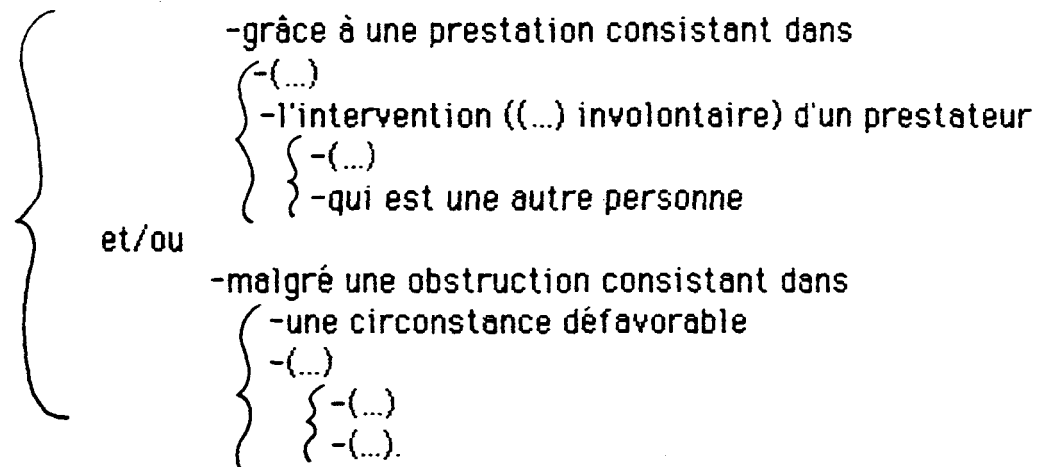 -grâce à une prestation consistant dans
-(...)
-l'intervention ((...) involontaire) d'un prestateur
-(...)
-qui est une autre personne
et/ou
-malgré une obstruction consistant dans
-une circonstance défavorable
-(...)
-(...)
-(...).